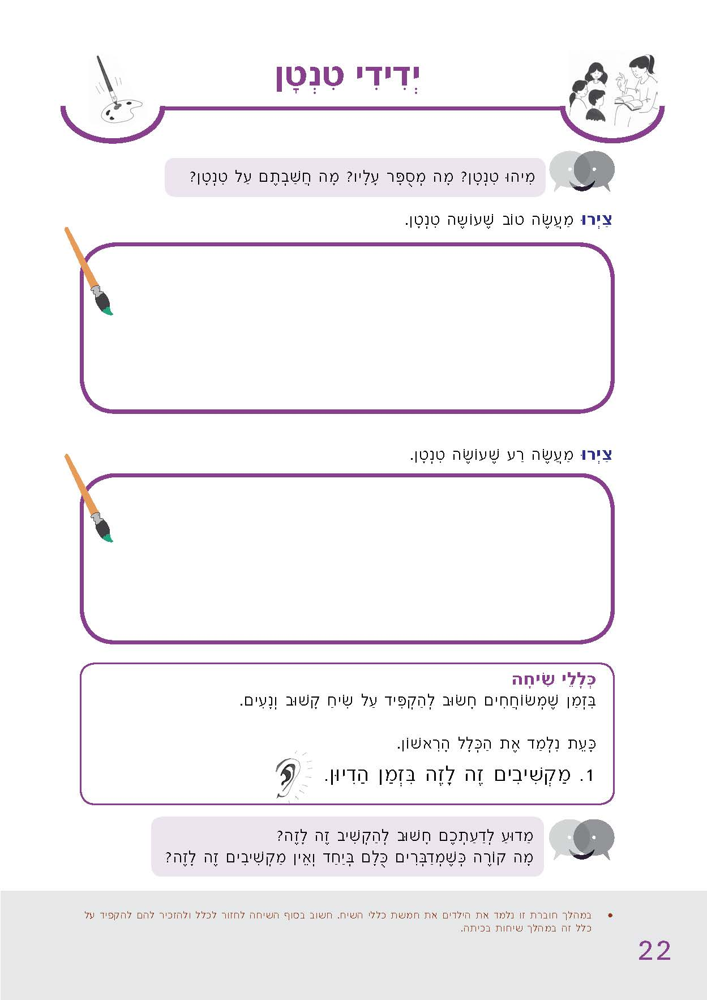 יְדִידִי טִנְטָן
מִיהוּ טִנְטָן? מָה מְסֻפָּר עָלָיו? מָה חֲשַׁבְתֶּם עַל טִנְטָן?
צַיְּרוּ מַעֲשֶׂה טוֹב שֶׁעוֹשֶה טִנְטָן.
צַיְּרוּ מַעֲשֶׂה רַע שֶׁעוֹשֶׂה טִנְטָן.
כְּלָלֵי שִׂיחָה
בִּזְמַן שֶׁמְּשׂוֹחֲחִים חָשׁוּב לְהַקְפִּיד עַל שִׂיחַ קָשׁוּב וְנָעִים.
כָּעֵת נִלְמַד אֶת הַכְּלָל הָרִאשׁוֹן.
1. מַקְשִׁיבִים זֶה לָזֶה בִּזְמַן הַדִּיּוּן.
מַדּוּעַ לְדַעַתְכֶם חָשׁוּב לְהַקְשִׁיב זֶה לָזֶה?
מָה קוֹרֶה כְּשֶׁמְּדַבְּרִים כֻּלָּם בְּיַחַד וְאֵין מַקְשִׁיבִים זֶה לָזֶה?
• במהלך חוברת זו נלמד את הילדים את חמשת כללי השיח. חשוב בסוף השיחה לחזור לכלל ולהזכיר להם להקפיד על
כלל זה במהלך שיחות בכיתה.
22